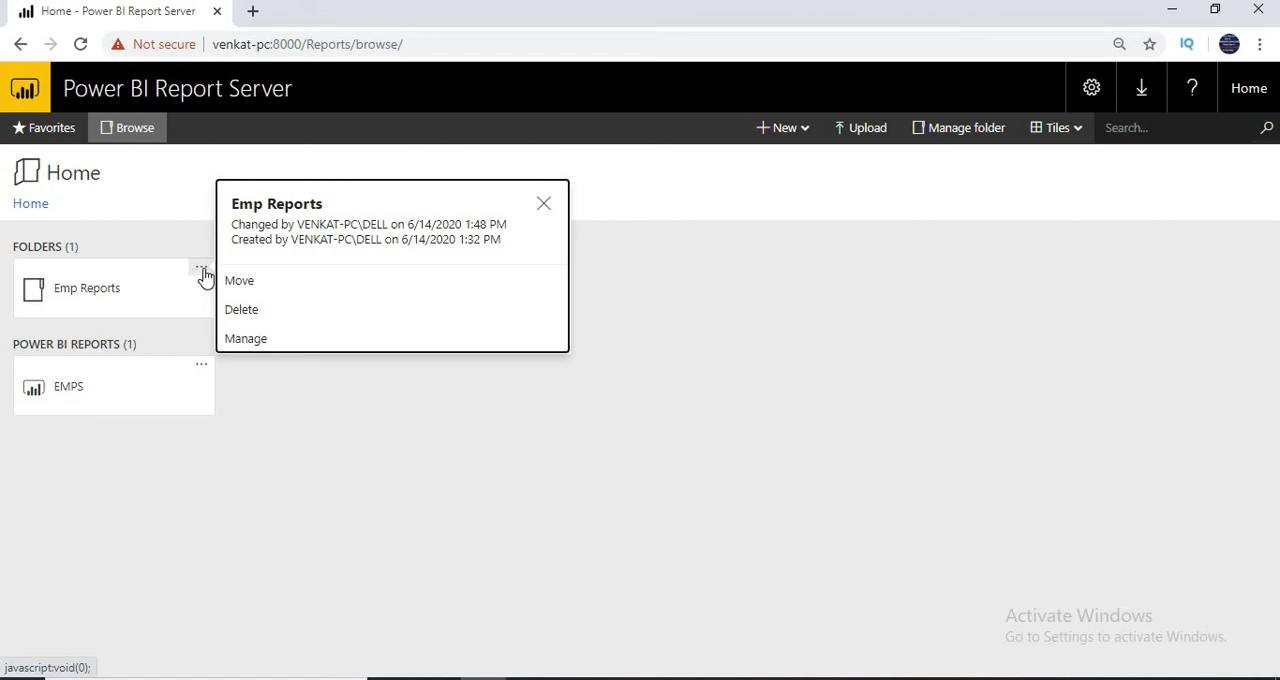 Home - Power BI Report Server
Not secure
venkat-pc:8000/Reports/browse/
IQ
Power BI Report Server
?
Home
Favorites
Browse
New
Upload
Manage folder
Tiles
Search...
Home
Home
Emp Reports
Changed by VENKAT-PC\DELL on 6/14/2020 1:48 PM
Created by VENKAT-PC\DELL on 6/14/2020 1:32 PM
FOLDERS (1)
Emp Reports
Move
Delete
Manage
POWER BI REPORTS (1)
EMPS
Activate Windows
Go to Settings to activate Windows.
javascript:void(0);